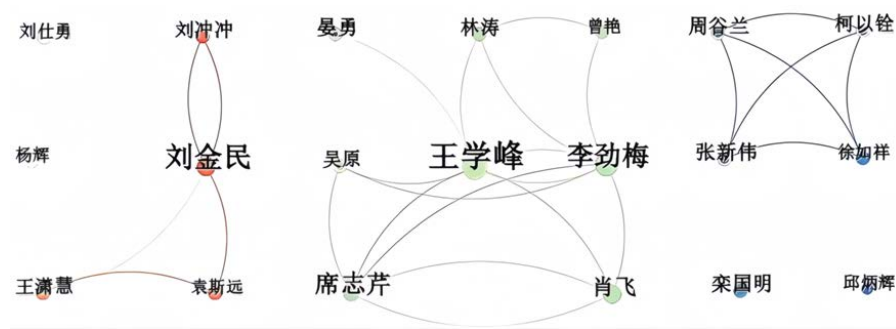 刘仕勇 刘冲冲 晏勇 林涛 曾艳 周谷兰 柯以铨
杨辉 刘金民 吴原 王学峰 李劲梅 张新伟 徐如祥
王潇慧 袁斯远 席志芹 肖飞 栾国明 邱炳辉